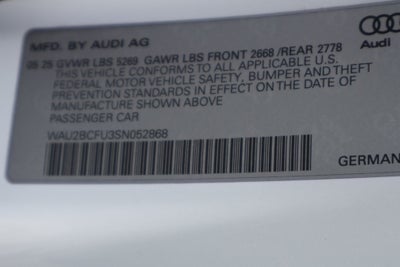 MFD. BY AUDI AG
05 25 GVWR LBS 5269 GAWR LBS FRONT 2668 /REAR 2778
THIS VEHICLE CONFORMS TO ALL APPLICABLE U.S.
FEDERAL MOTOR VEHICLE SAFETY, BUMPER AND THEFT
PREVENTION STANDARDS IN EFFECT ON THE DATE OF
MANUFACTURE SHOWN ABOVE
PASSENGER CAR
WAU2BCFU3SN052868
Audi
GERMAN